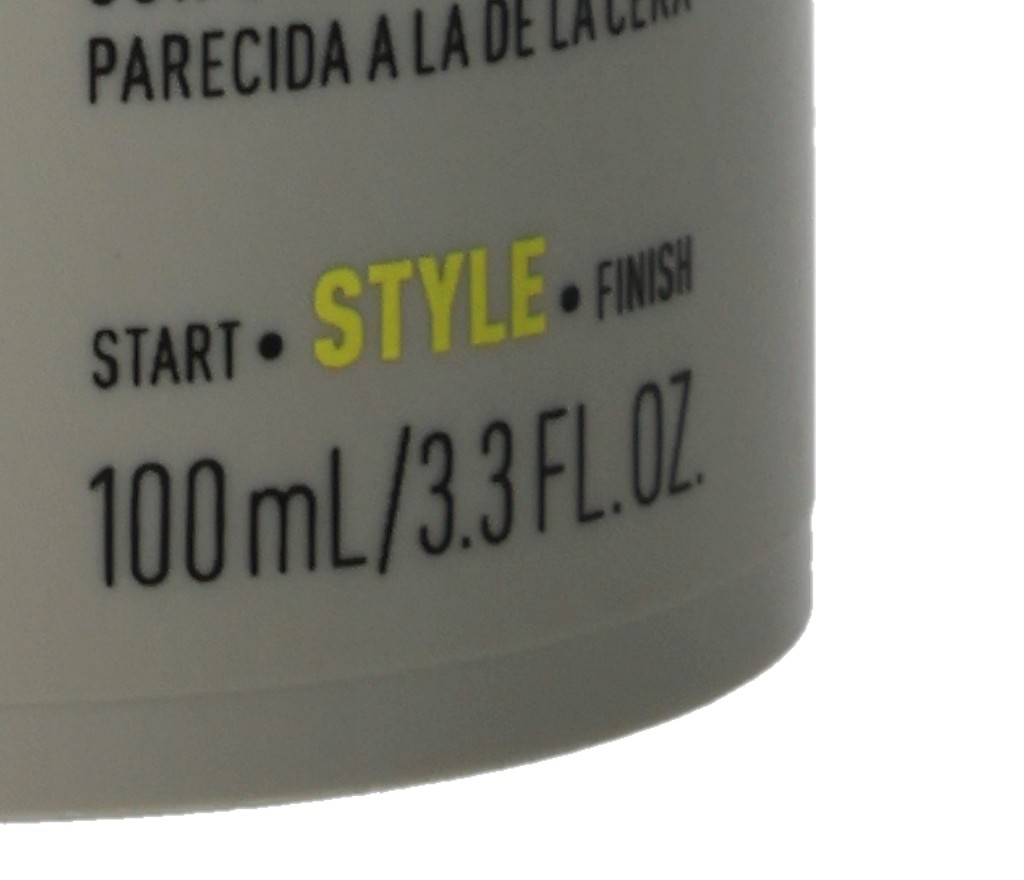 PARECIDA A LA DE LA CERA
START • STYLE • FINISH
100 mL/3.3 FL. OZ.